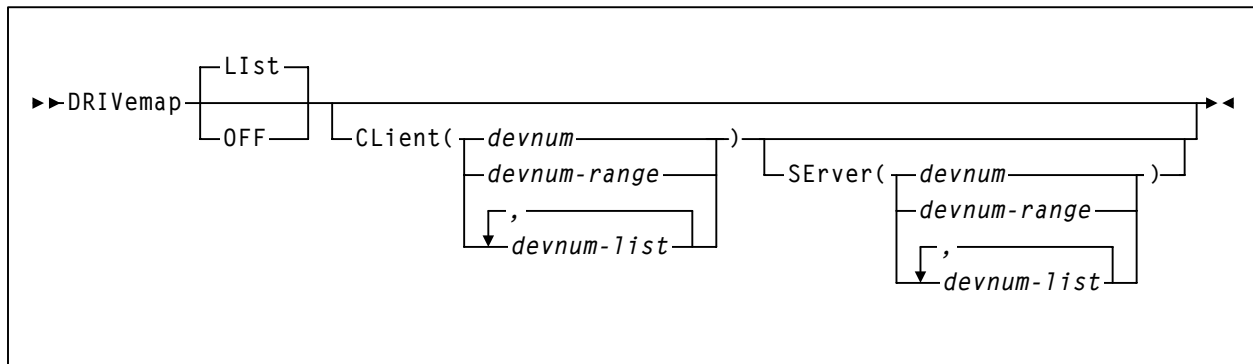 LIst
DRIVemap
OFF
CLient( devnum )
devnum-range
,
devnum-list
SErver( devnum )
devnum-range
,
devnum-list